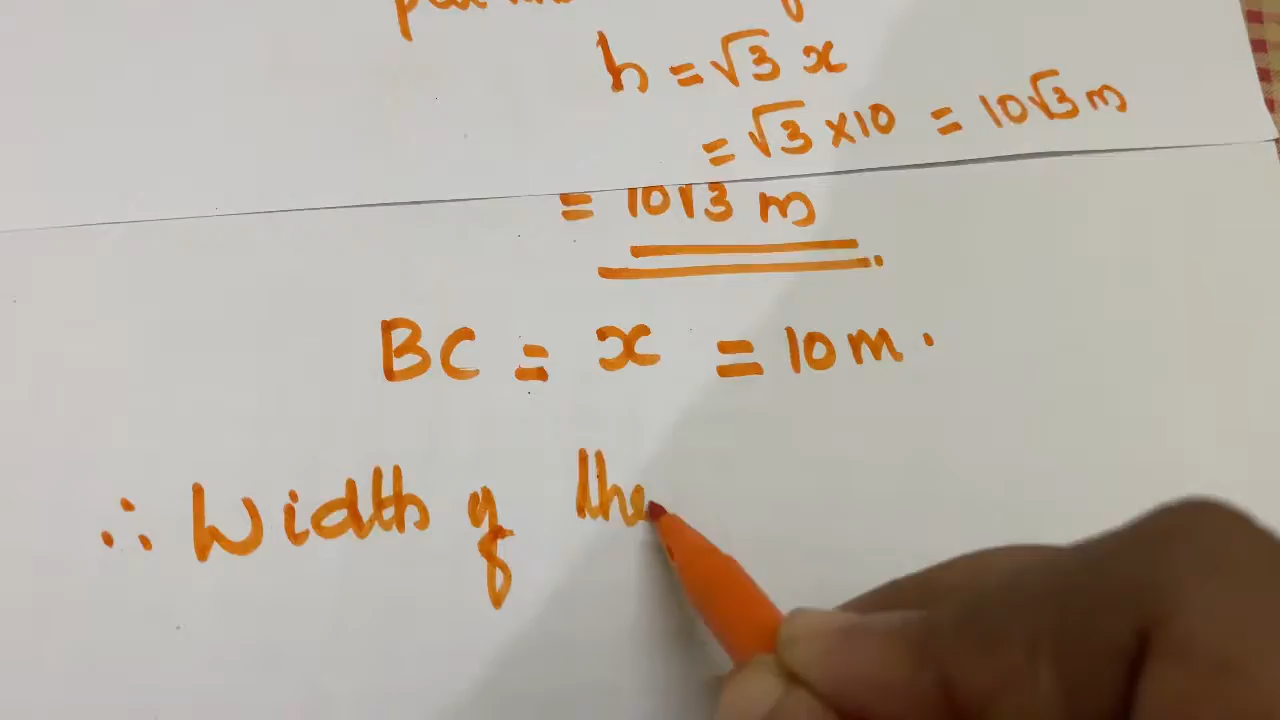 h = √3 x
= √3 × 10 = 10√3 m
= 10√3 m
BC = x = 10 m.
∴ Width of the